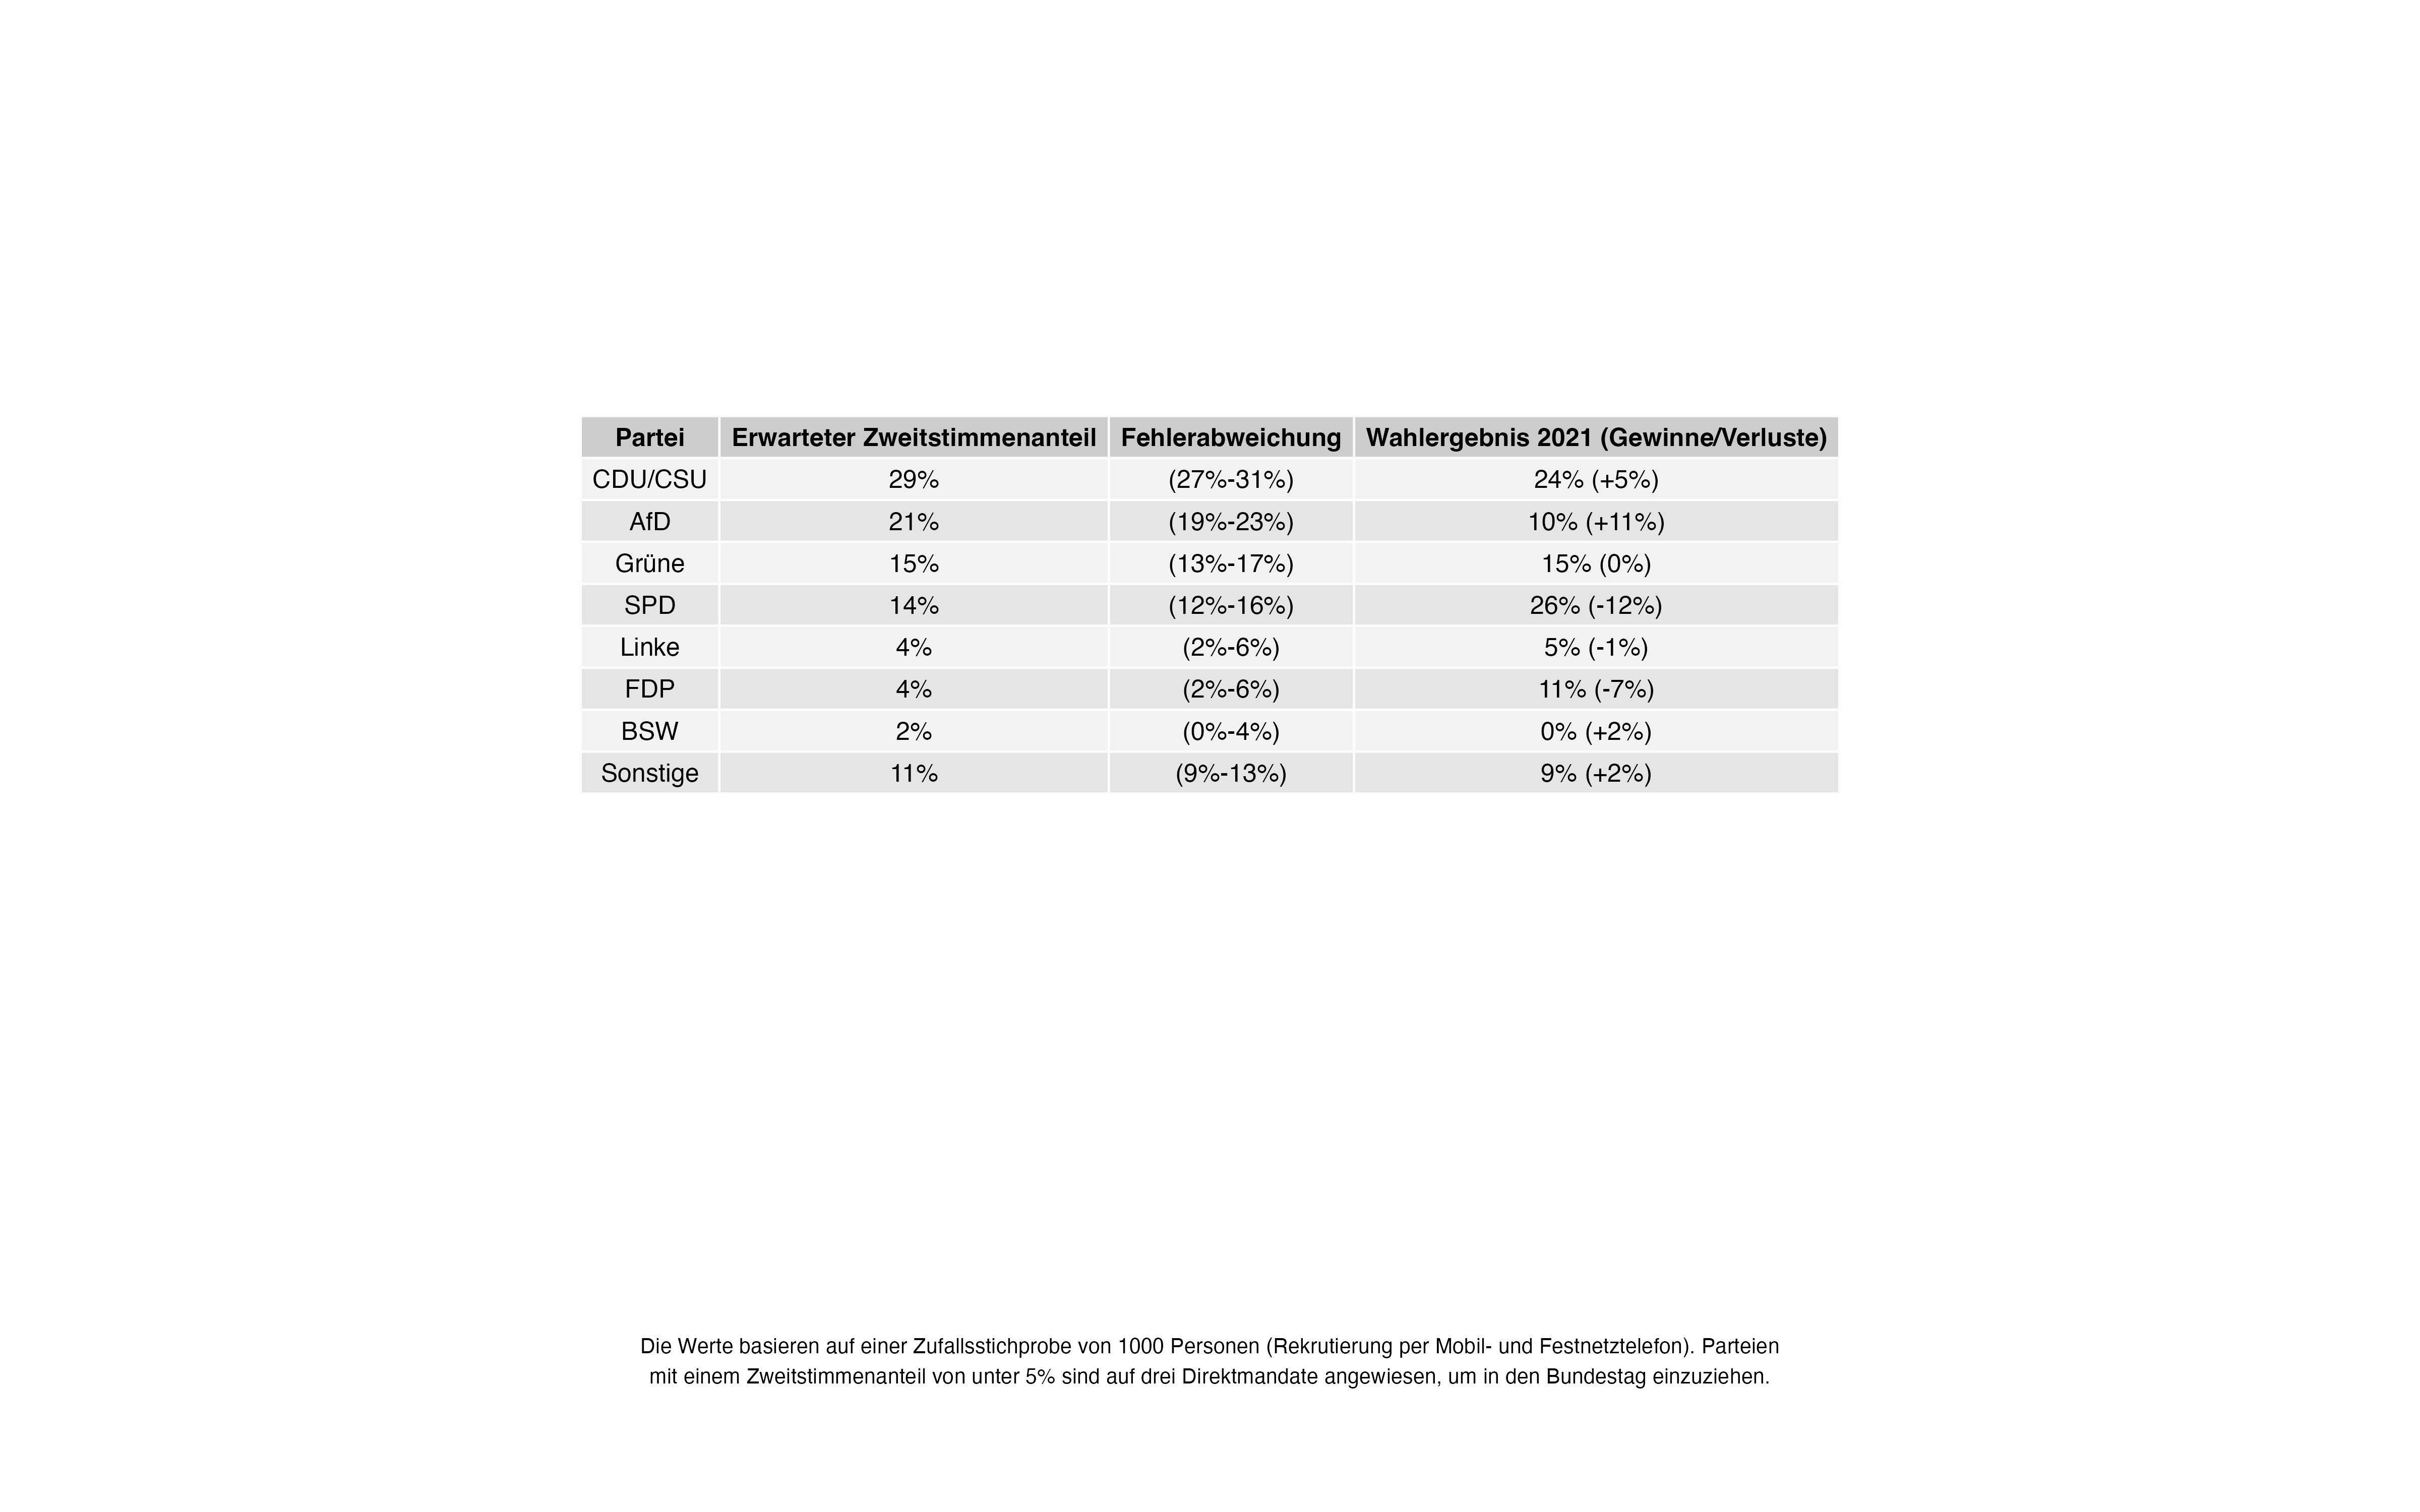 Partei Erwarteter Zweitstimmenanteil Fehlerabweichung Wahlergebnis 2021 (Gewinne/Verluste)
CDU/CSU 29% (27%-31%) 24% (+5%)
AfD 21% (19%-23%) 10% (+11%)
Grüne 15% (13%-17%) 15% (0%)
SPD 14% (12%-16%) 26% (-12%)
Linke 4% (2%-6%) 5% (-1%)
FDP 4% (2%-6%) 11% (-7%)
BSW 2% (0%-4%) 0% (+2%)
Sonstige 11% (9%-13%) 9% (+2%)
Die Werte basieren auf einer Zufallsstichprobe von 1000 Personen (Rekrutierung per Mobil- und Festnetztelefon). Parteien
mit einem Zweitstimmenanteil von unter 5% sind auf drei Direktmandate angewiesen, um in den Bundestag einzuziehen.